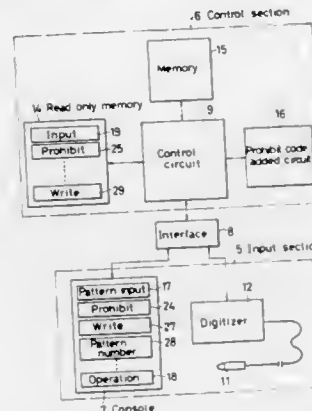 6 Control section
15
Memory
14 Read only memory
9
16
Input 19
Prohibit 25
Write 29
Control circuit
Prohibit code added circuit
Interface 8
5 Input section
Pattern input 17
Prohibit 24
Write 27
Pattern number 28
Operation 18
12
Digitizer
11
7 Console